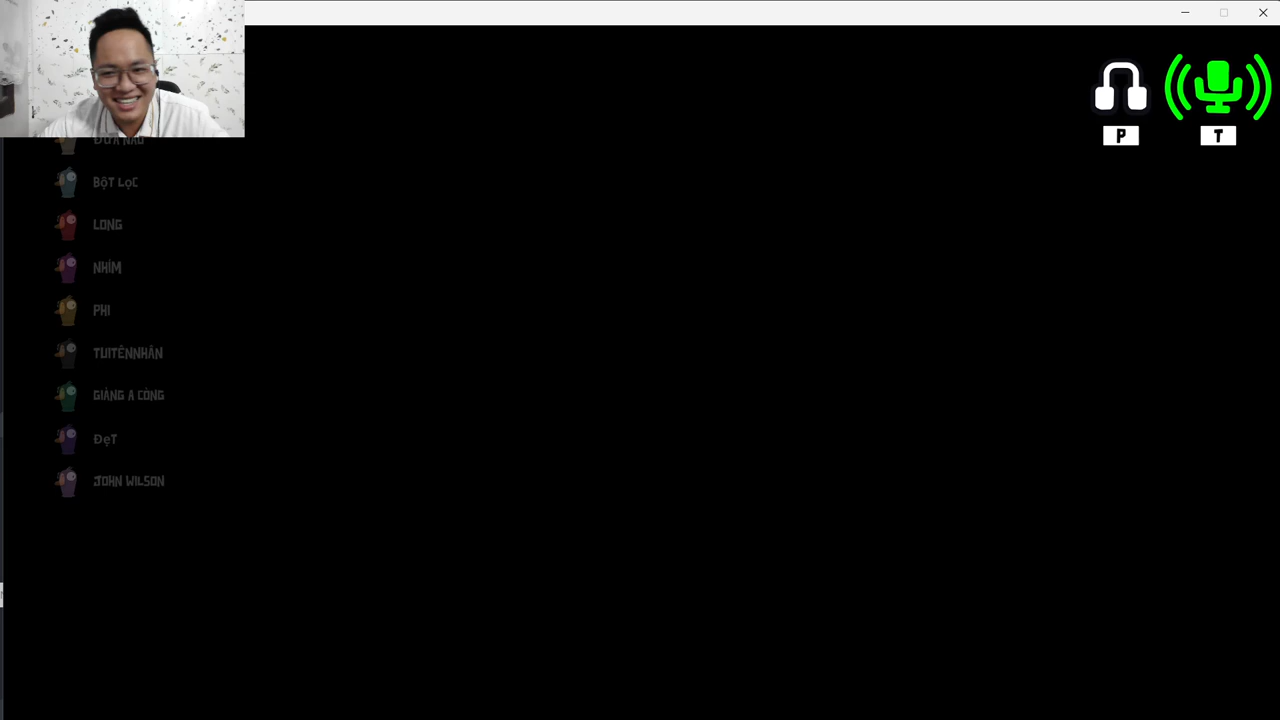 P
T
BỘT LỌC
LONG
NHÍM
PHI
TUITÊNNHÂN
GIÀNG A CÒNG
ĐẸT
JOHN WILSON